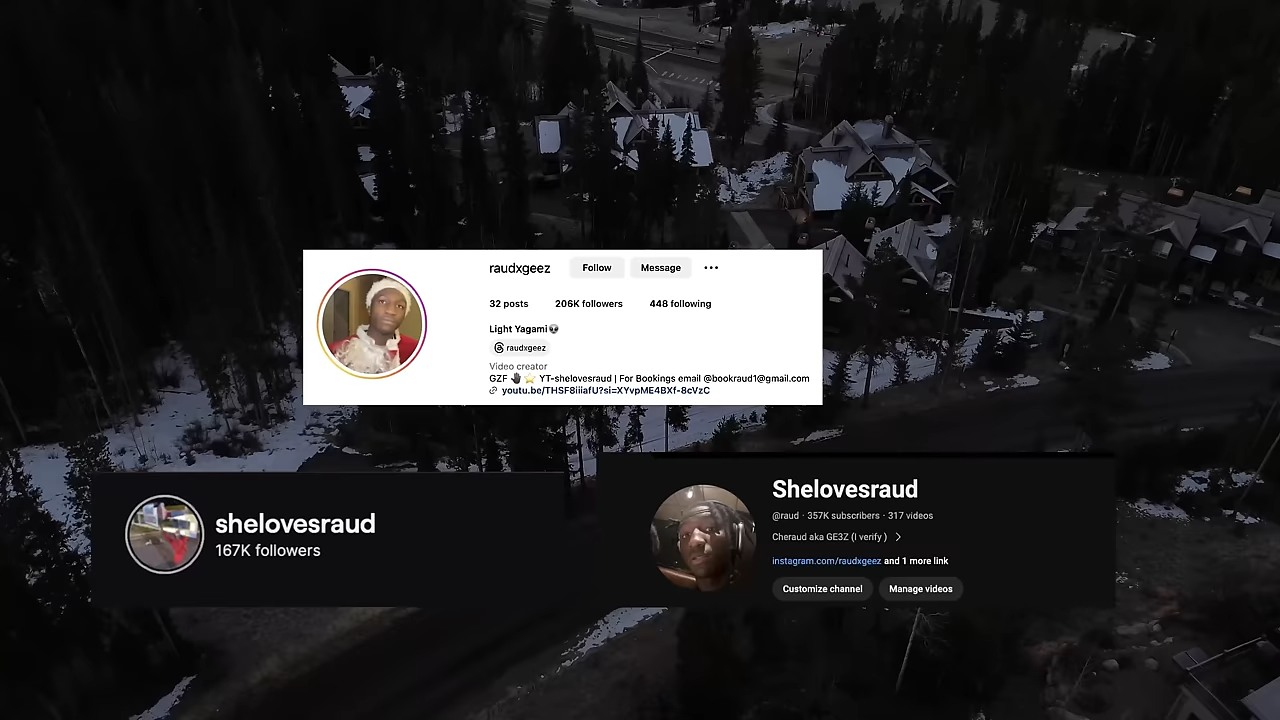 raudxgeez Follow Message
32 posts 206K followers 448 following
Light Yagami👽
raudxgeez
Video creator
GZF 🤚🏿 ⭐ YT-shelovesraud | For Bookings email @bookraud1@gmail.com
youtu.be/THSF8iiiafU?si=XYvpME4BXf-8cVzC
shelovesraud
167K followers
Shelovesraud
@raud · 357K subscribers · 317 videos
Cheraud aka GE3Z (I verify )
instagram.com/raudxgeez and 1 more link
Customize channel Manage videos